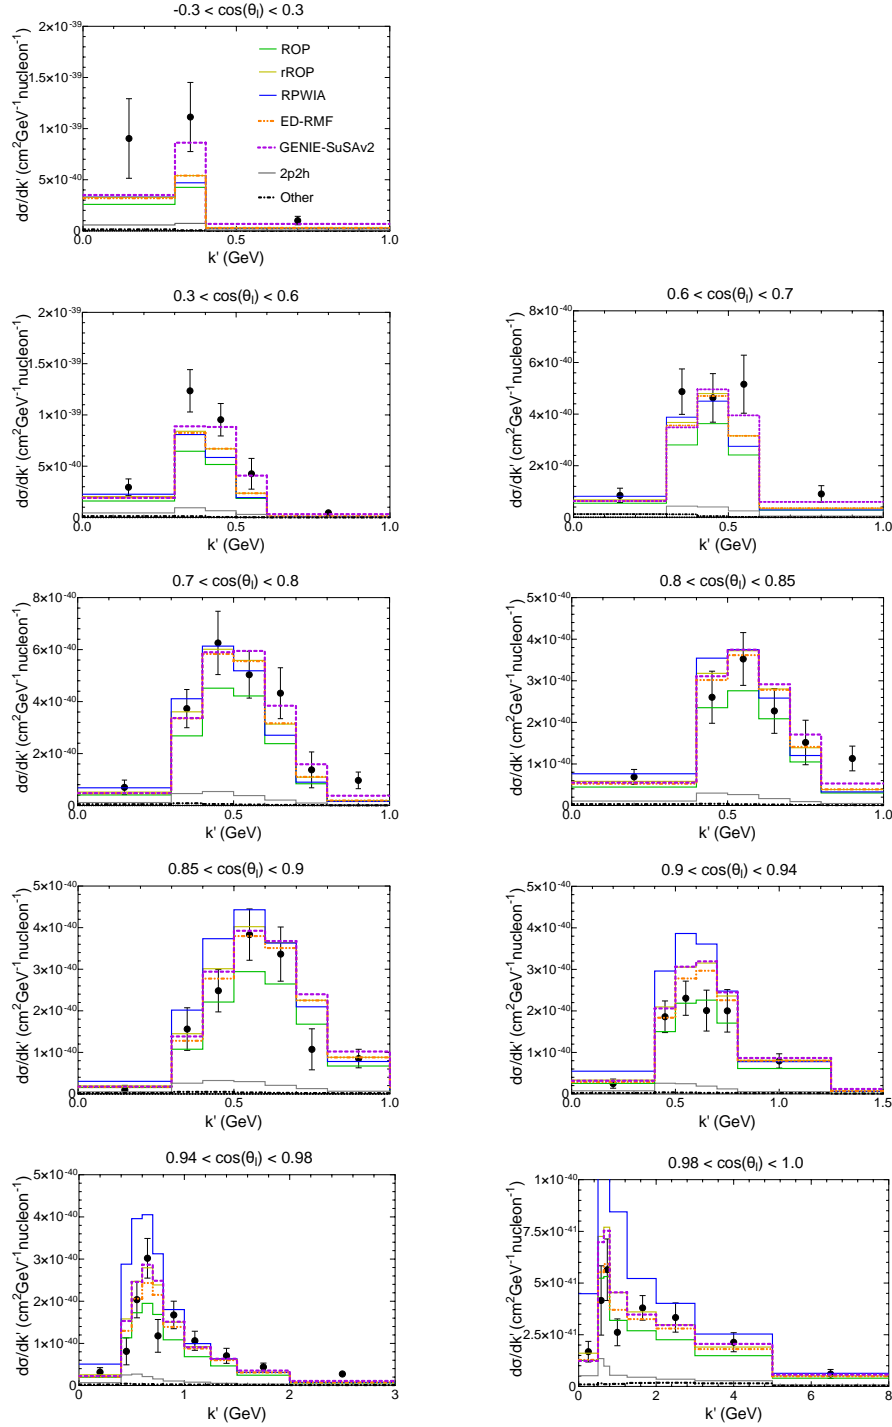 -0.3 < cos(θl) < 0.3
dσ/dk' (cm2GeV-1nucleon-1)
2×10-39
1.5×10-39
1×10-39
5×10-40
0
ROP
rROP
RPWIA
ED-RMF
GENIE-SuSAv2
2p2h
Other
0.0 0.5 1.0
k' (GeV)
0.3 < cos(θl) < 0.6
dσ/dk' (cm2GeV-1nucleon-1)
2×10-39
1.5×10-39
1×10-39
5×10-40
0
0.0 0.5 1.0
k' (GeV)
0.6 < cos(θl) < 0.7
dσ/dk' (cm2GeV-1nucleon-1)
8×10-40
6×10-40
4×10-40
2×10-40
0
0.0 0.5 1.0
k' (GeV)
0.7 < cos(θl) < 0.8
dσ/dk' (cm2GeV-1nucleon-1)
8×10-40
6×10-40
4×10-40
2×10-40
0
0.0 0.5 1.0
k' (GeV)
0.8 < cos(θl) < 0.85
dσ/dk' (cm2GeV-1nucleon-1)
5×10-40
4×10-40
3×10-40
2×10-40
1×10-40
0
0.0 0.5 1.0
k' (GeV)
0.85 < cos(θl) < 0.9
dσ/dk' (cm2GeV-1nucleon-1)
5×10-40
4×10-40
3×10-40
2×10-40
1×10-40
0
0.0 0.5 1.0
k' (GeV)
0.9 < cos(θl) < 0.94
dσ/dk' (cm2GeV-1nucleon-1)
5×10-40
4×10-40
3×10-40
2×10-40
1×10-40
0
0.0 0.5 1.0 1.5
k' (GeV)
0.94 < cos(θl) < 0.98
dσ/dk' (cm2GeV-1nucleon-1)
5×10-40
4×10-40
3×10-40
2×10-40
1×10-40
0
0 1 2 3
k' (GeV)
0.98 < cos(θl) < 1.0
dσ/dk' (cm2GeV-1nucleon-1)
1×10-40
7.5×10-41
5×10-41
2.5×10-41
0
0 2 4 6 8
k' (GeV)